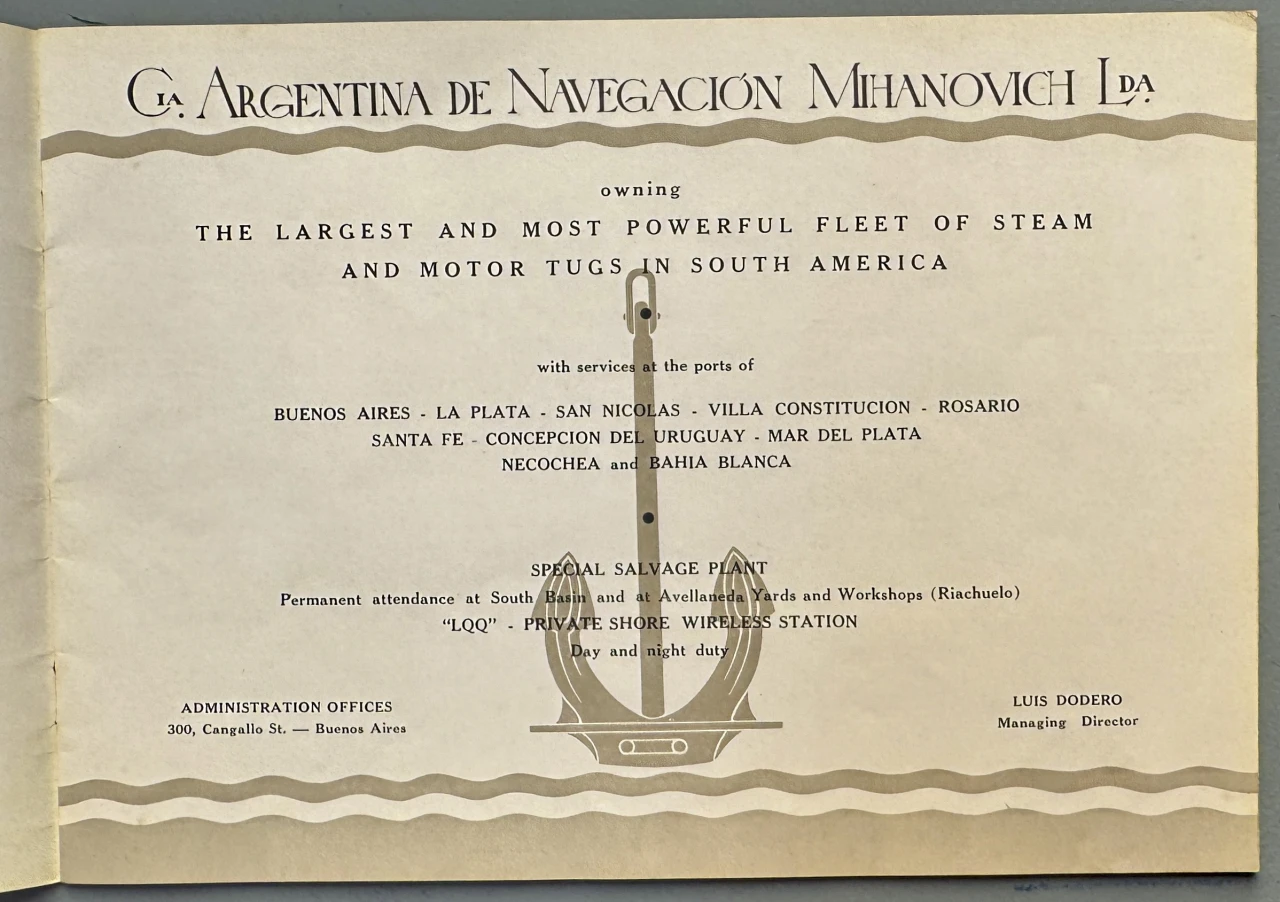 CIA. ARGENTINA DE NAVEGACIÓN MIHANOVICH LDA.
owning
THE LARGEST AND MOST POWERFUL FLEET OF STEAM
AND MOTOR TUGS IN SOUTH AMERICA
with services at the ports of
BUENOS AIRES - LA PLATA - SAN NICOLAS - VILLA CONSTITUCION - ROSARIO
SANTA FE - CONCEPCION DEL URUGUAY - MAR DEL PLATA
NECOCHEA and BAHIA BLANCA
SPECIAL SALVAGE PLANT
Permanent attendance at South Basin and at Avellaneda Yards and Workshops (Riachuelo)
“LQQ” - PRIVATE SHORE WIRELESS STATION
Day and night duty
ADMINISTRATION OFFICES
300, Cangallo St. — Buenos Aires
LUIS DODERO
Managing Director